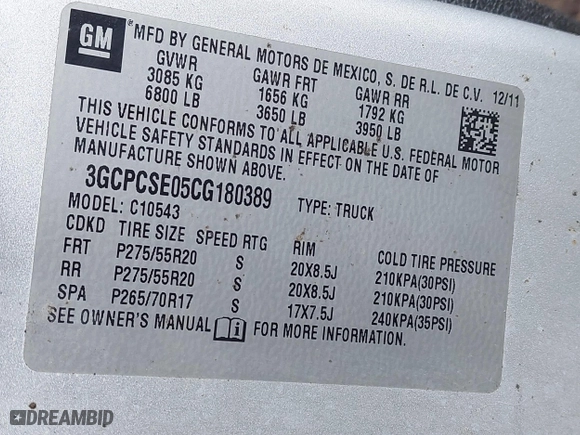 GM
® MFD BY GENERAL MOTORS DE MEXICO, S. DE R.L. DE C.V. 12/11
GVWR GAWR FRT GAWR RR
3085 KG 1656 KG 1792 KG
6800 LB 3650 LB 3950 LB
THIS VEHICLE CONFORMS TO ALL APPLICABLE U.S. FEDERAL MOTOR
VEHICLE SAFETY STANDARDS IN EFFECT ON THE DATE OF
MANUFACTURE SHOWN ABOVE.
3GCPCSE05CG180389
MODEL: C10543 TYPE: TRUCK
CDKD TIRE SIZE SPEED RTG RIM COLD TIRE PRESSURE
FRT P275/55R20 S 20X8.5J 210KPA(30PSI)
RR P275/55R20 S 20X8.5J 210KPA(30PSI)
SPA P265/70R17 S 17X7.5J 240KPA(35PSI)
SEE OWNER'S MANUAL i FOR MORE INFORMATION.
DREAMBID